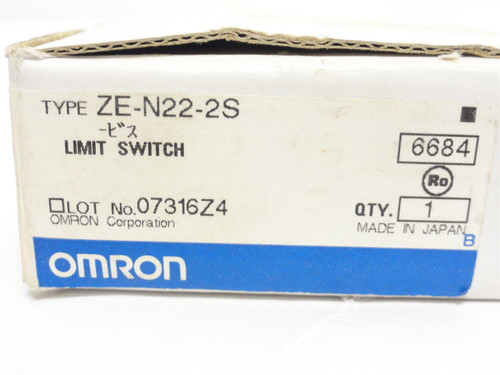 TYPE ZE-N22-2S
-ビス
LIMIT SWITCH
6684
Ro
LOT No.07316Z4
QTY. 1
OMRON Corporation
MADE IN JAPAN
B
OMRON